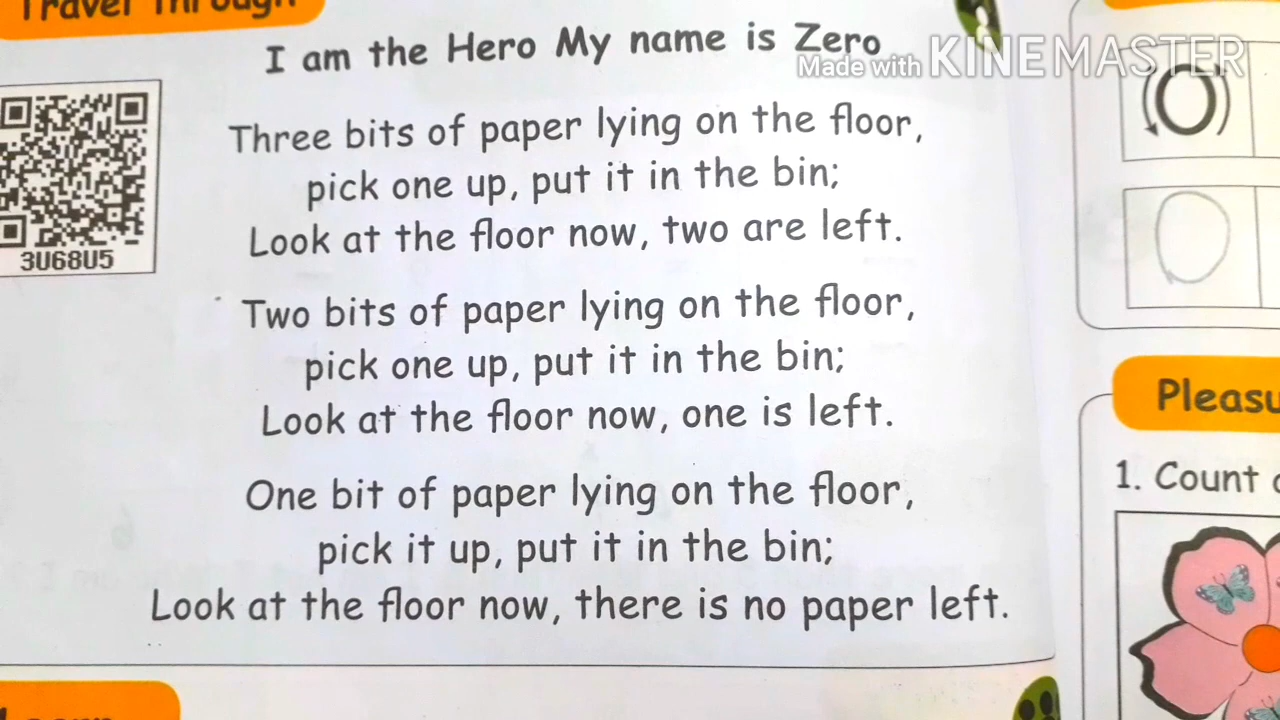 Travel Through
I am the Hero My name is Zero
Made with KINEMASTER
3U68U5
Three bits of paper lying on the floor,
pick one up, put it in the bin;
Look at the floor now, two are left.
Two bits of paper lying on the floor,
pick one up, put it in the bin;
Look at the floor now, one is left.
One bit of paper lying on the floor,
pick it up, put it in the bin;
Look at the floor now, there is no paper left.
0
0
Pleasu
1. Count